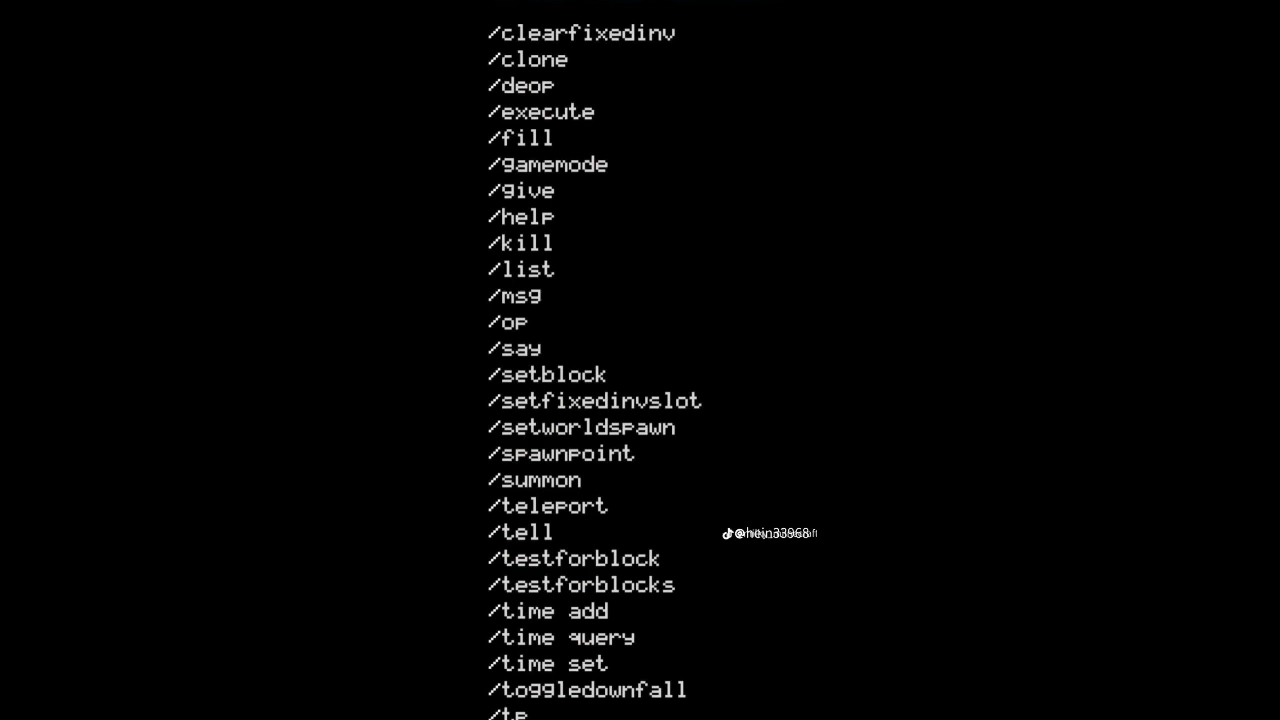 /clearfixedinv
/clone
/deop
/execute
/fill
/gamemode
/give
/help
/kill
/list
/msg
/op
/say
/setblock
/setfixedinvslot
/setworldspawn
/spawnpoint
/summon
/teleport
/tell
@hein33968
/testforblock
/testforblocks
/time add
/time query
/time set
/toggledownfall
/tp